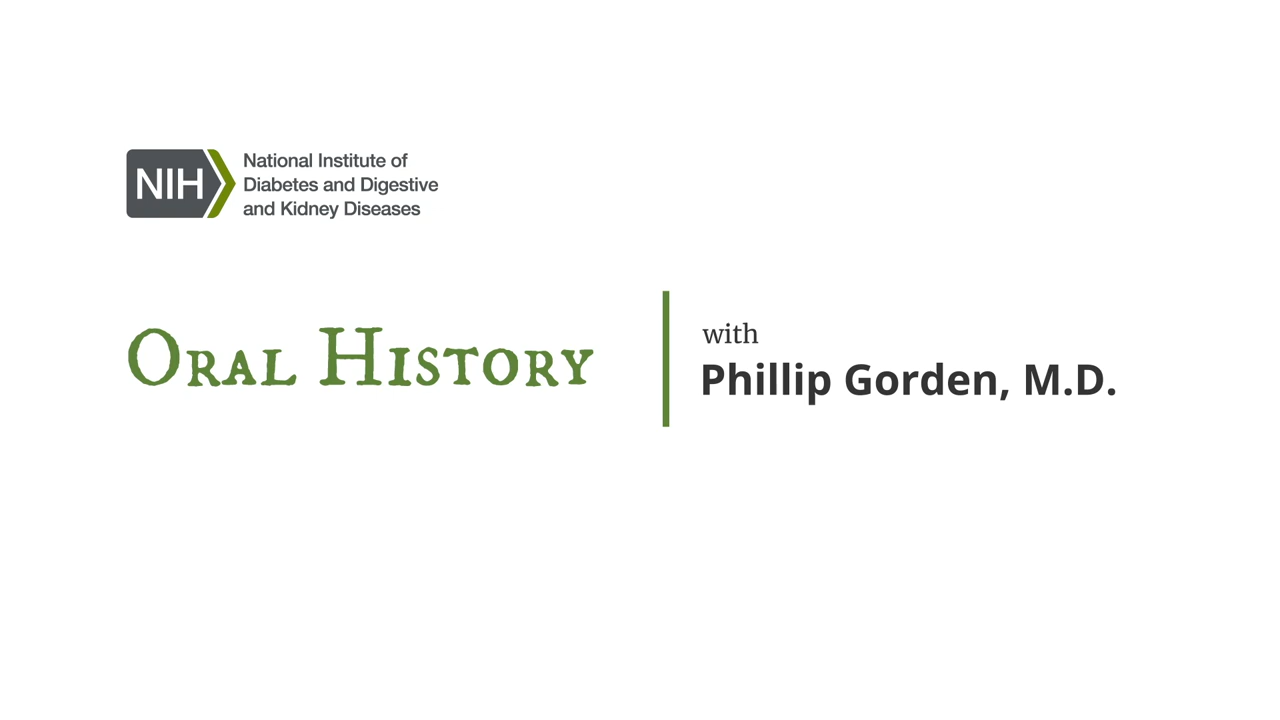 NIH
National Institute of
Diabetes and Digestive
and Kidney Diseases
Oral History
with
Phillip Gorden, M.D.